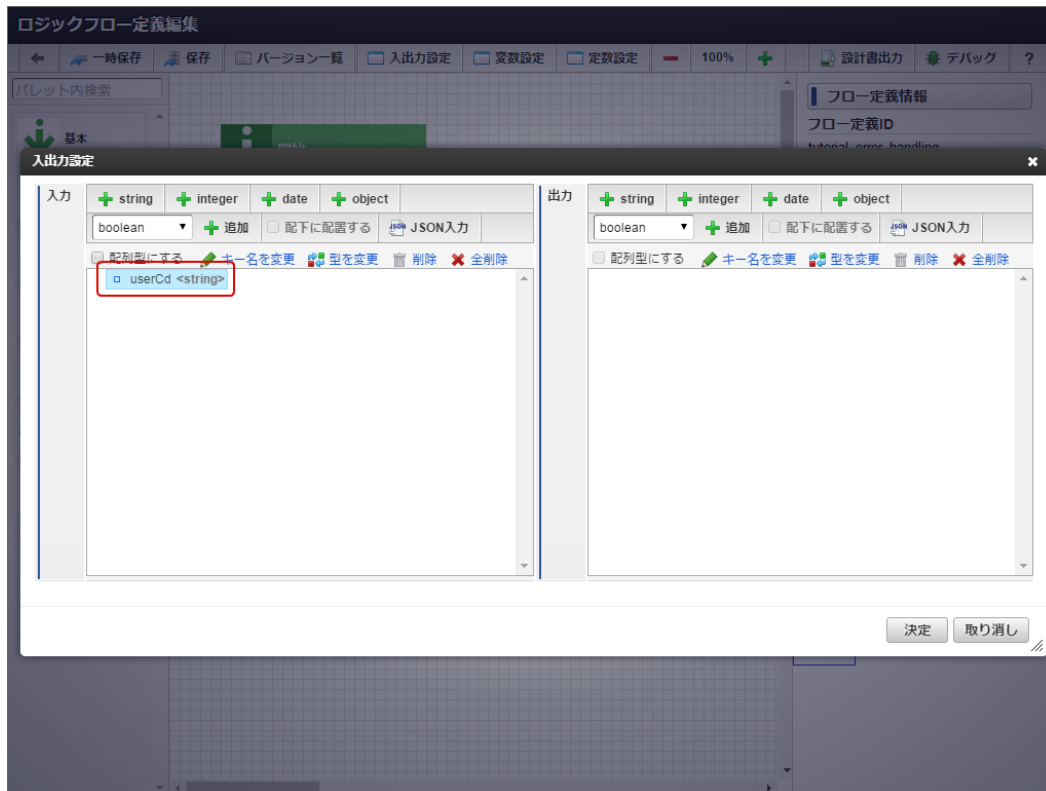 ロジックフロー定義編集
一時保存 保存 バージョン一覧 入出力設定 変数設定 定数設定 100% 設計書出力 デバッグ ?
パレット内検索
基本
フロー定義情報
フロー定義ID
tutorial_error_handling
入出力設定
入力 string integer date object
boolean 追加 配下に配置する JSON入力
配列型にする キー名を変更 型を変更 削除 全削除
userCd <string>
出力 string integer date object
boolean 追加 配下に配置する JSON入力
配列型にする キー名を変更 型を変更 削除 全削除
決定 取り消し